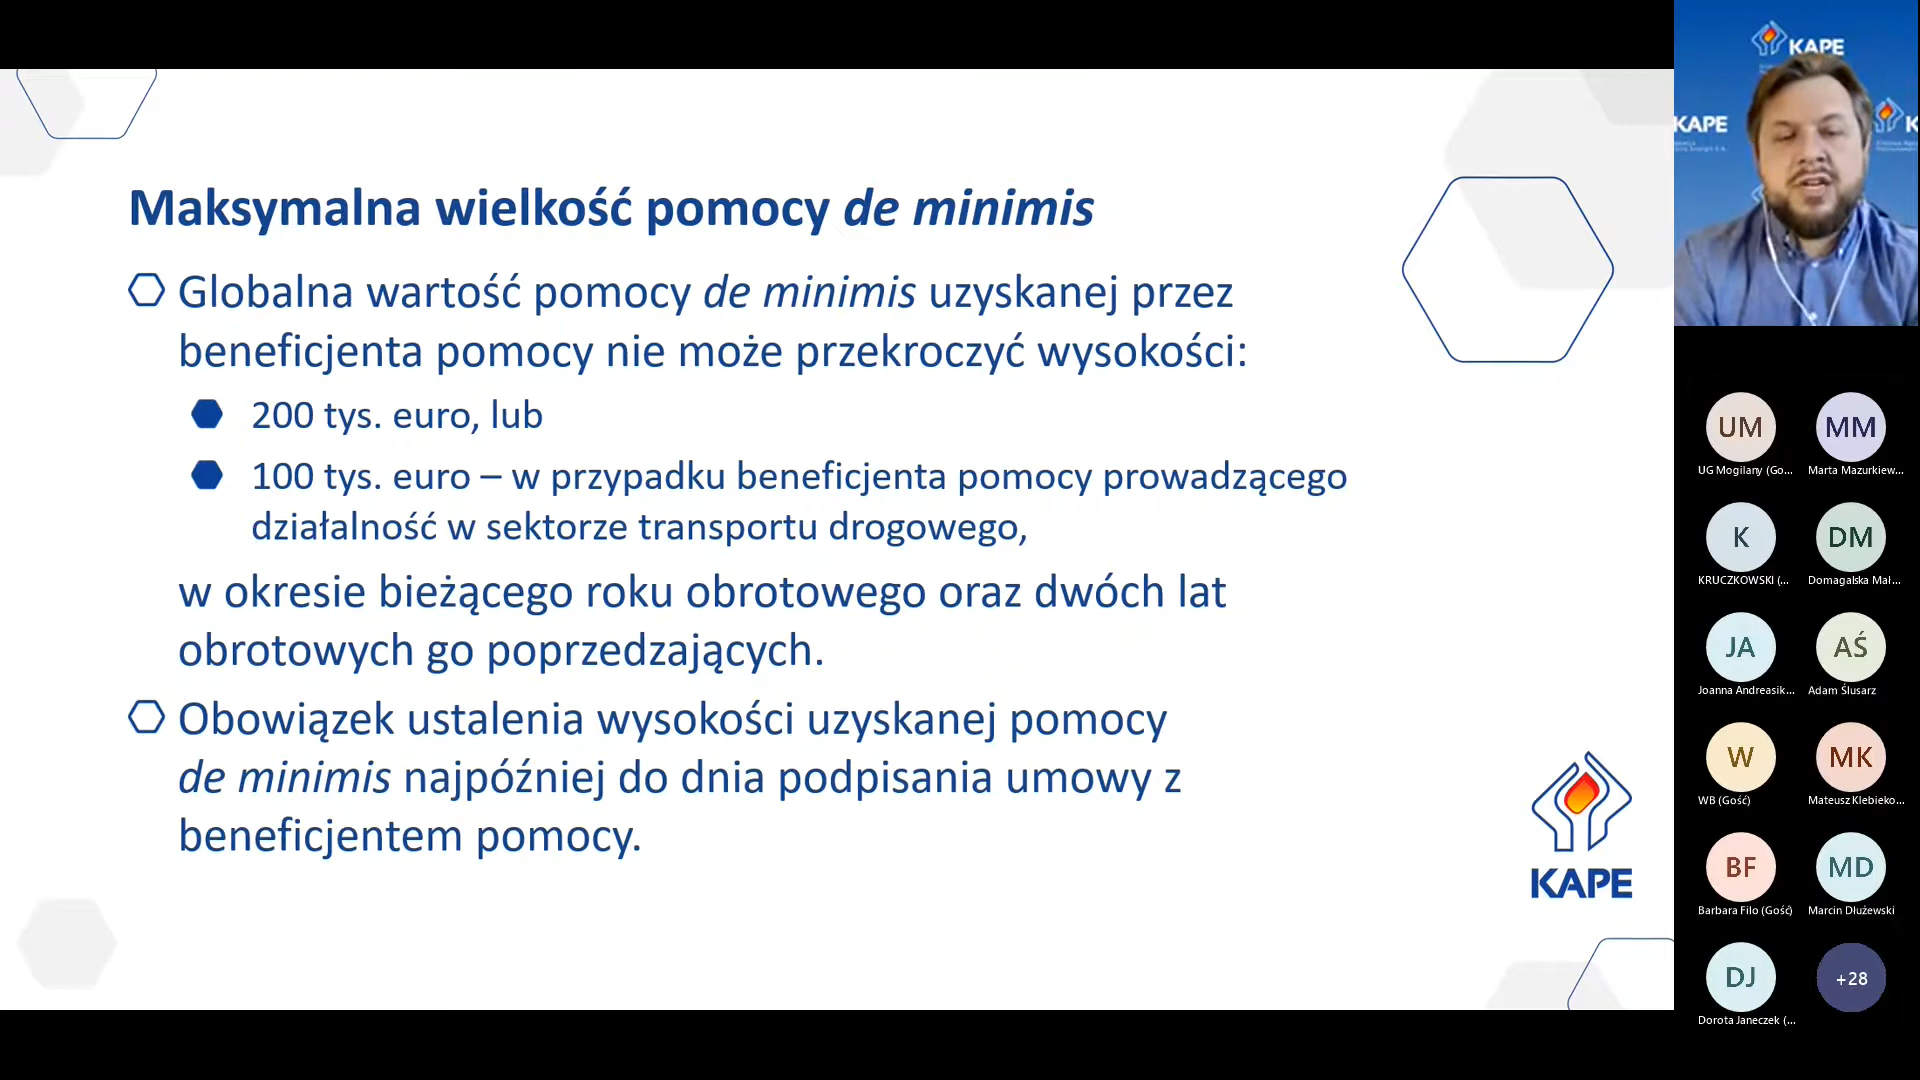 Maksymalna wielkość pomocy de minimis
Globalna wartość pomocy de minimis uzyskanej przez
beneficjenta pomocy nie może przekroczyć wysokości:
200 tys. euro, lub
100 tys. euro – w przypadku beneficjenta pomocy prowadzącego
działalność w sektorze transportu drogowego,
w okresie bieżącego roku obrotowego oraz dwóch lat
obrotowych go poprzedzających.
Obowiązek ustalenia wysokości uzyskanej pomocy
de minimis najpóźniej do dnia podpisania umowy z
beneficjentem pomocy.
KAPE
KAPE
KAPE
K
UM
MM
UG Mogilany (Go...
Marta Mazurkiew...
K
DM
KRUCZKOWSKI (...
Domagalska Mał...
JA
AŚ
Joanna Andreasik...
Adam Ślusarz
W
MK
WB (Gość)
Mateusz Klebieko...
BF
MD
Barbara Filo (Gość)
Marcin Dłużewski
DJ
+28
Dorota Janeczek (...